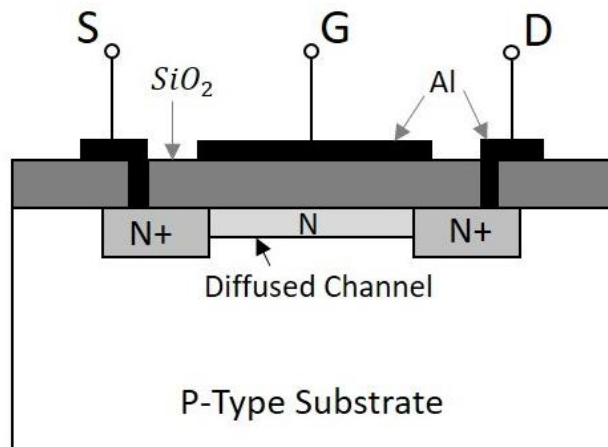 S
G
D
SiO₂
Al
N+
N
N+
Diffused Channel
P-Type Substrate